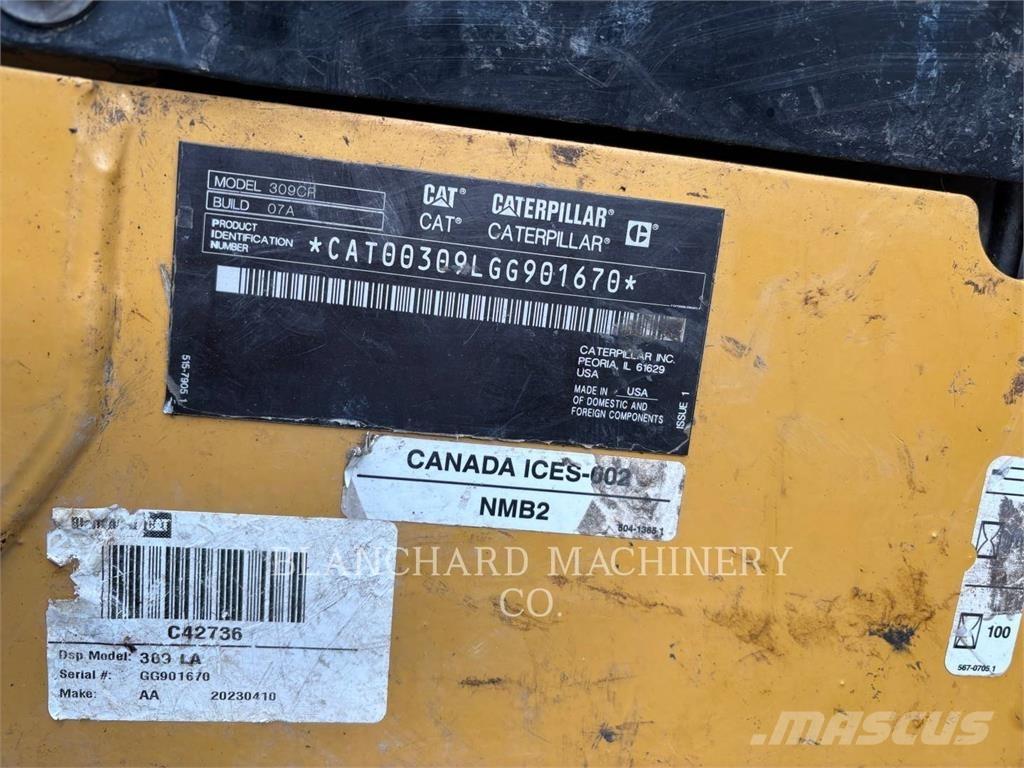 MODEL 309CR
BUILD 07A
PRODUCT
IDENTIFICATION
NUMBER
*CAT00309LGG901670*
CAT CATERPILLAR
CAT® CATERPILLAR® C®
CATERPILLAR INC.
PEORIA, IL 61629
USA
MADE IN USA
OF DOMESTIC AND
FOREIGN COMPONENTS
515-7905 1
ISSUE 1
CANADA ICES-002
NMB2
504-1365 1
CAT
C42736
Dsp Model: 309 LA
Serial #: GG901670
Make: AA 20230410
BLANCHARD MACHINERY
CO.
100
567-0705 1
MASCUS